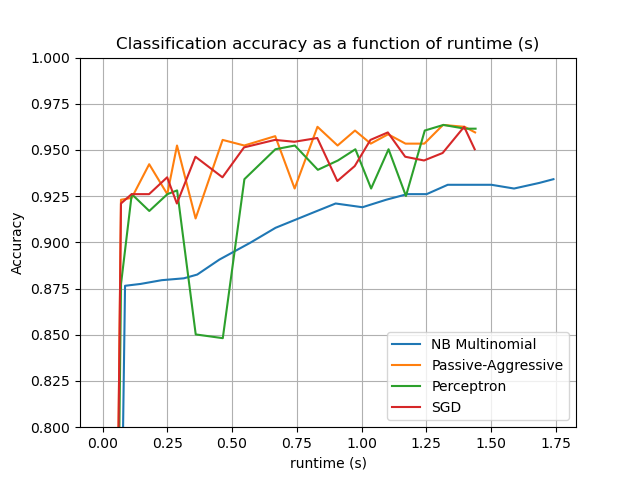 Classification accuracy as a function of runtime (s)
1.000
0.975
0.950
0.925
0.900
0.875
0.850
0.825
0.800
Accuracy
NB Multinomial
Passive-Aggressive
Perceptron
SGD
0.00 0.25 0.50 0.75 1.00 1.25 1.50 1.75
runtime (s)